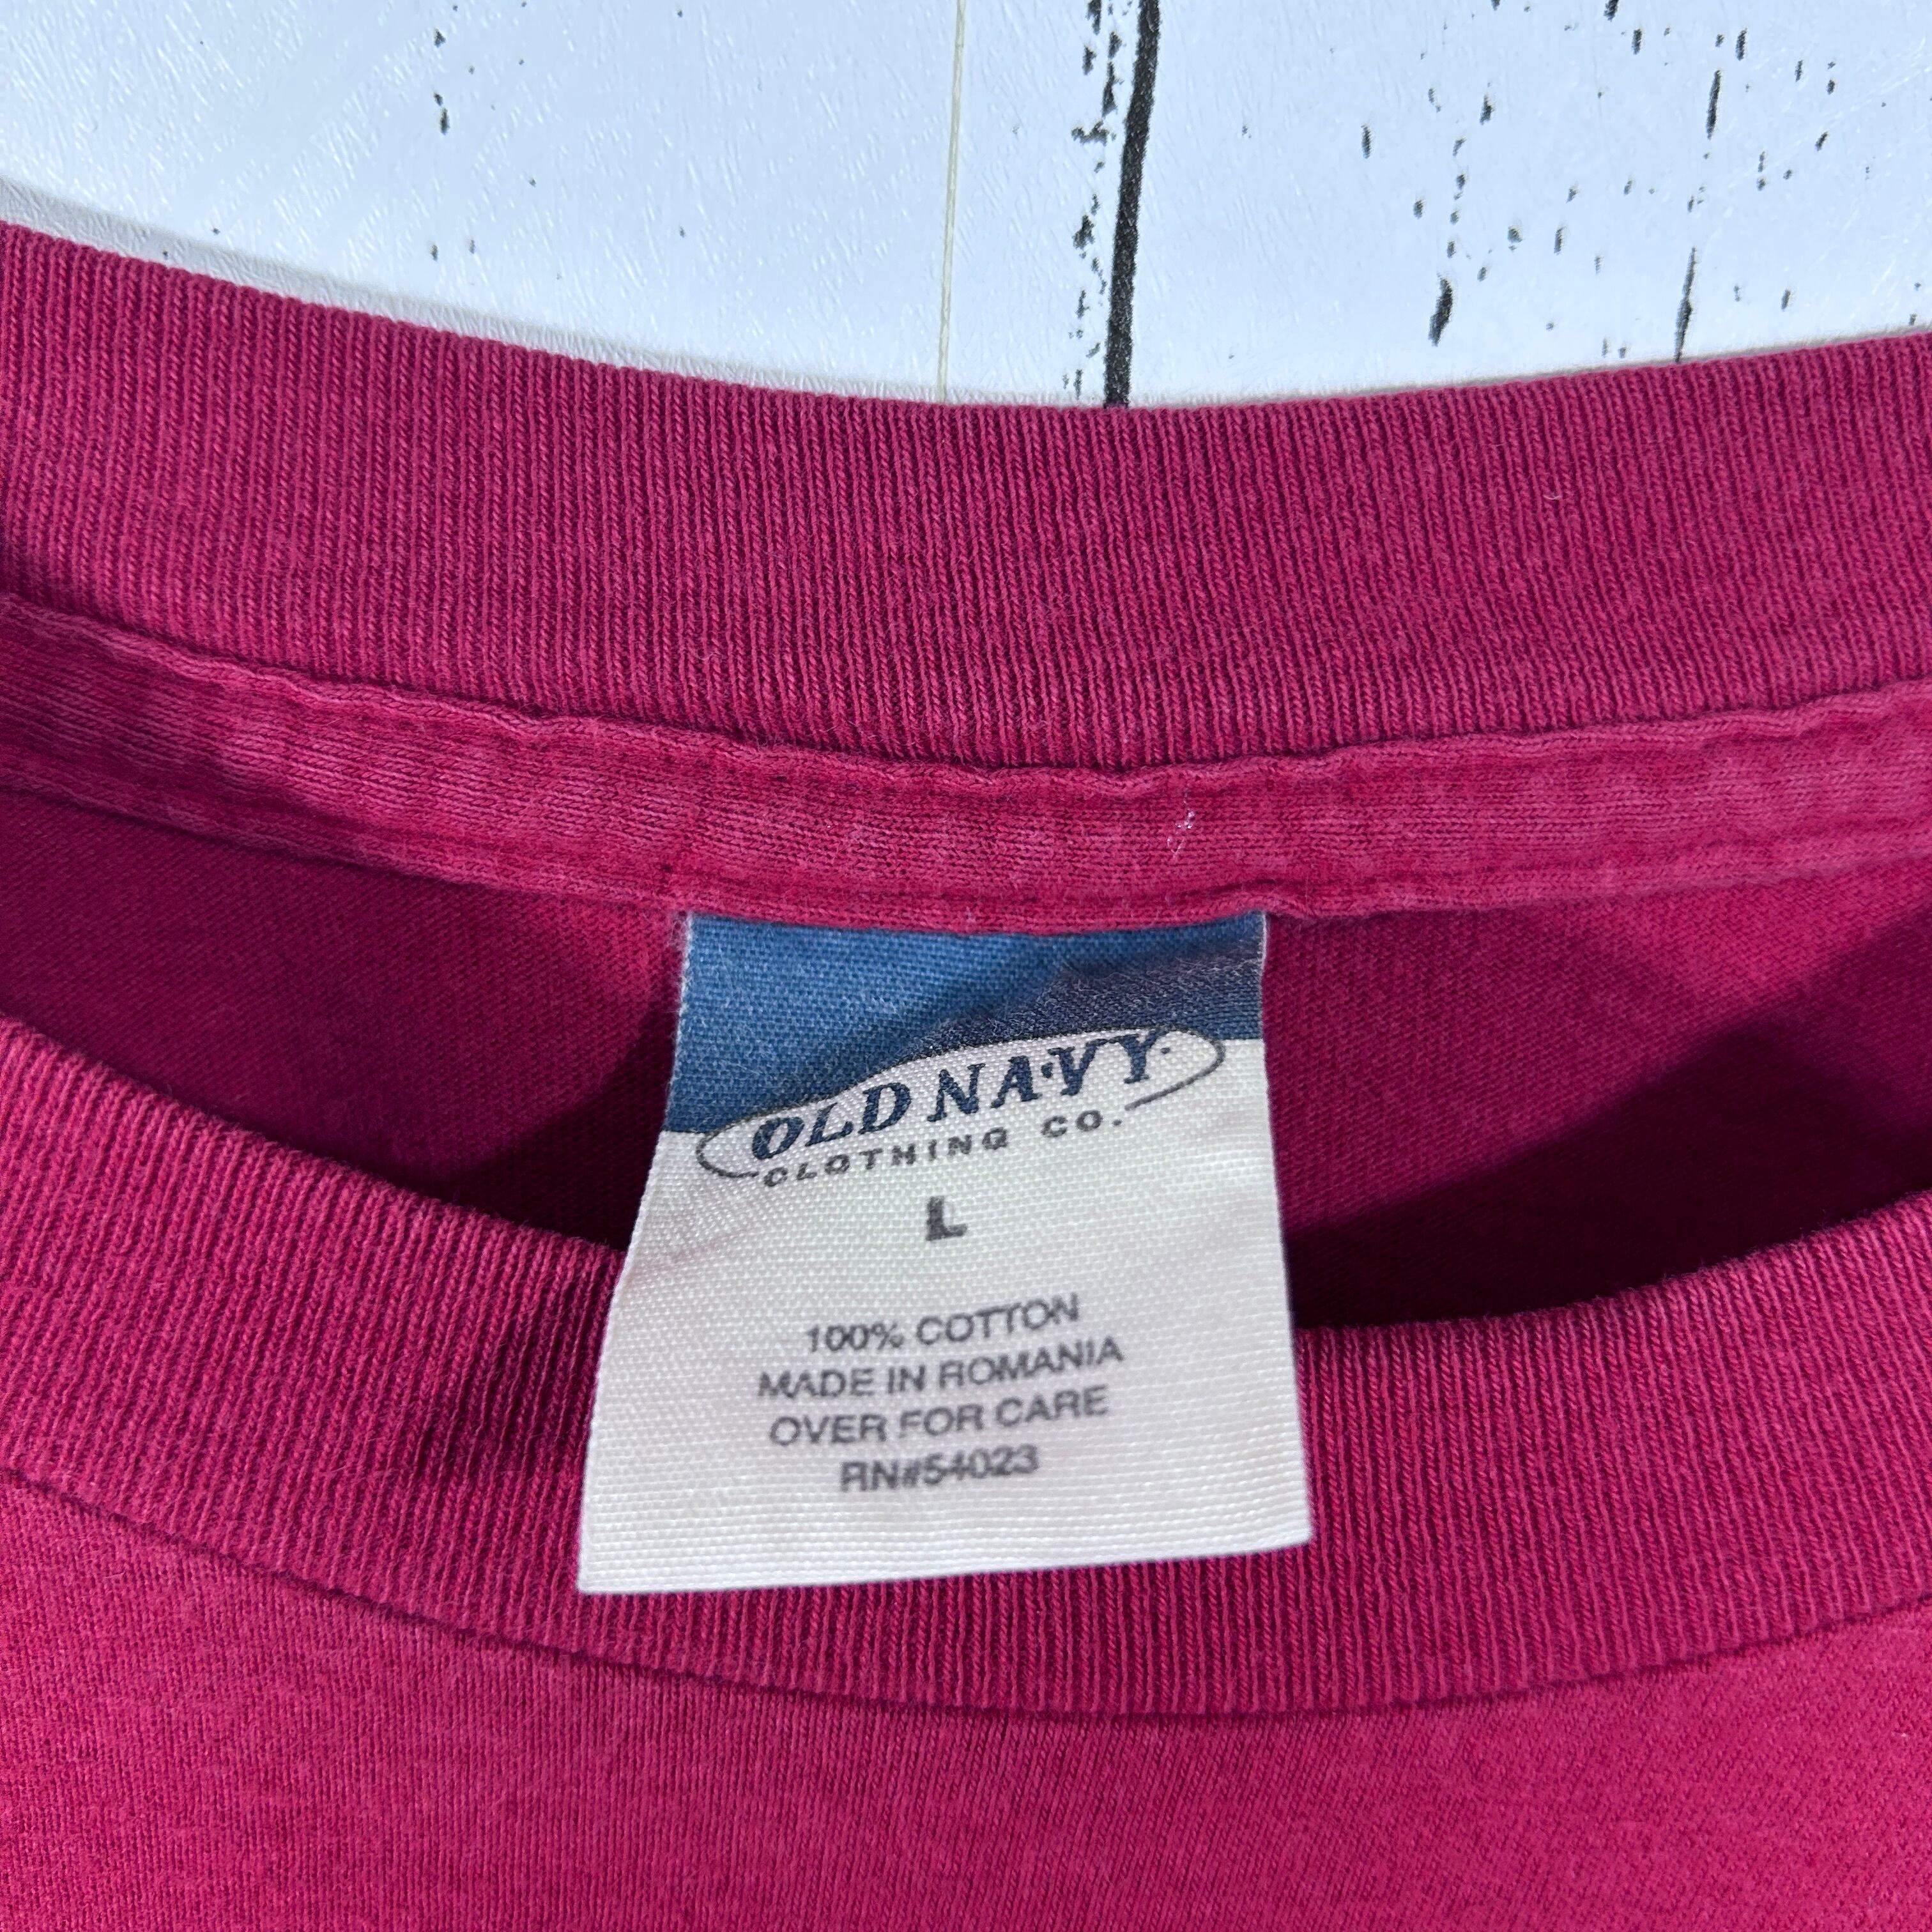 OLD NAVY
CLOTHING CO.
L
100% COTTON
MADE IN ROMANIA
OVER FOR CARE
RN#54023